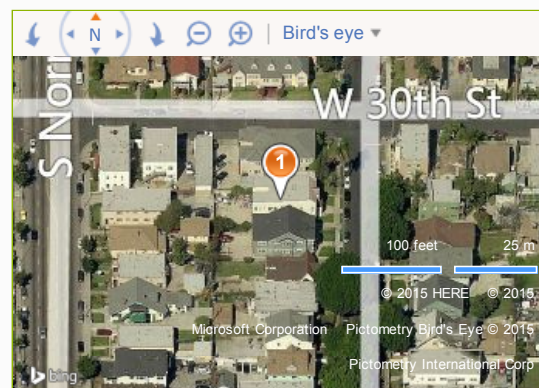 N
Bird's eye
W 30th St
S Nor
1
100 feet
25 m
© 2015 HERE © 2015
Microsoft Corporation Pictometry Bird's Eye © 2015
Pictometry International Corp
bing